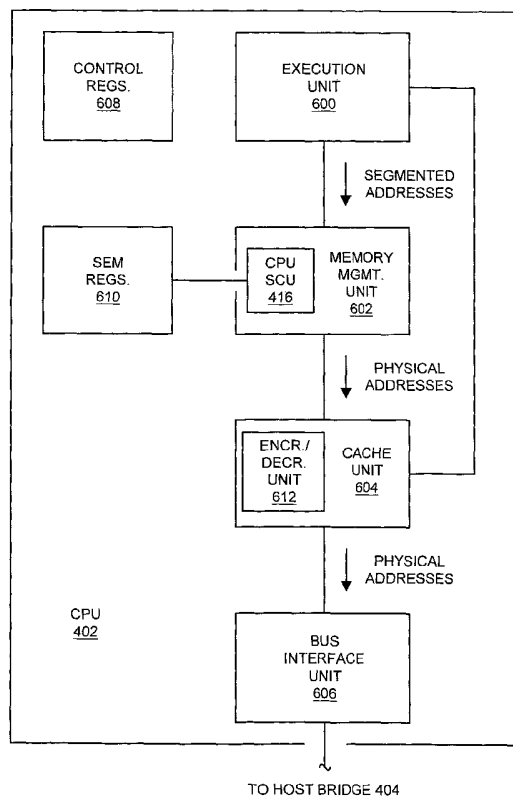 CONTROL
REGS.
608
EXECUTION
UNIT
600
SEGMENTED
ADDRESSES
SEM
REGS.
610
CPU
SCU
416
MEMORY
MGMT.
UNIT
602
PHYSICAL
ADDRESSES
ENCR./
DECR.
UNIT
612
CACHE
UNIT
604
PHYSICAL
ADDRESSES
CPU
402
BUS
INTERFACE
UNIT
606
TO HOST BRIDGE 404